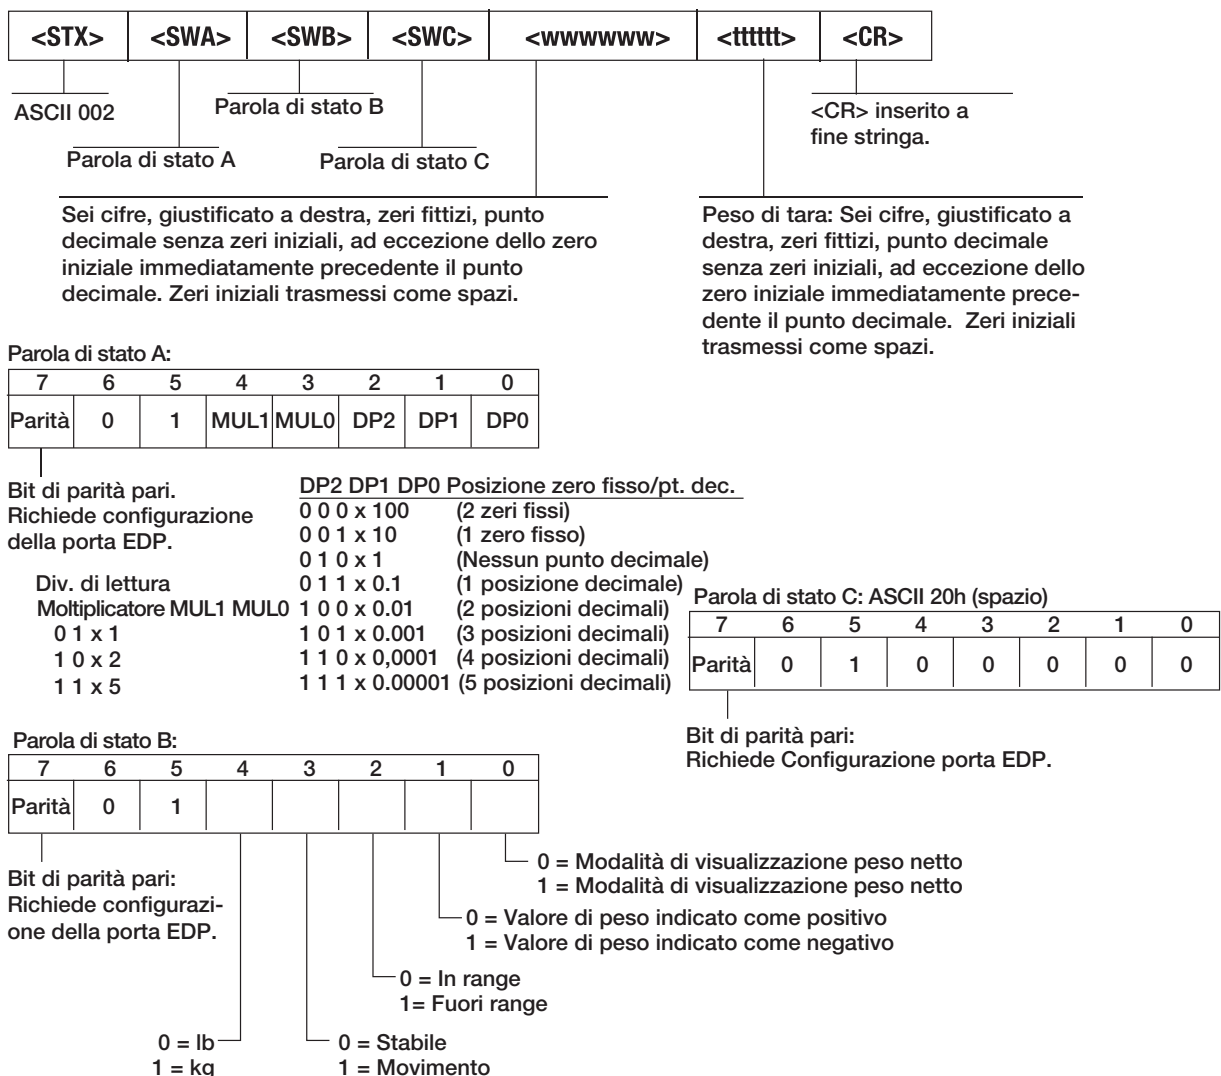 <STX> <SWA> <SWB> <SWC> <wwwwww> <tttttt> <CR>
ASCII 002
Parola di stato B
<CR> inserito a
fine stringa.
Parola di stato A
Parola di stato C
Sei cifre, giustificato a destra, zeri fittizi, punto
decimale senza zeri iniziali, ad eccezione dello zero
iniziale immediatamente precedente il punto
decimale. Zeri iniziali trasmessi come spazi.
Peso di tara: Sei cifre, giustificato a
destra, zeri fittizi, punto decimale
senza zeri iniziali, ad eccezione dello
zero iniziale immediatamente prece-
dente il punto decimale. Zeri iniziali
trasmessi come spazi.
Parola di stato A:
7 6 5 4 3 2 1 0
Parità 0 1 MUL1 MUL0 DP2 DP1 DP0
Bit di parità pari.
Richiede configurazione
della porta EDP.
Div. di lettura
Moltiplicatore MUL1 MUL0
0 1 x 1
1 0 x 2
1 1 x 5
DP2 DP1 DP0 Posizione zero fisso/pt. dec.
0 0 0 x 100 (2 zeri fissi)
0 0 1 x 10 (1 zero fisso)
0 1 0 x 1 (Nessun punto decimale)
0 1 1 x 0.1 (1 posizione decimale)
1 0 0 x 0.01 (2 posizioni decimali)
1 0 1 x 0.001 (3 posizioni decimali)
1 1 0 x 0,0001 (4 posizioni decimali)
1 1 1 x 0.00001 (5 posizioni decimali)
Parola di stato C: ASCII 20h (spazio)
7 6 5 4 3 2 1 0
Parità 0 1 0 0 0 0 0
Bit di parità pari:
Richiede Configurazione porta EDP.
Parola di stato B:
7 6 5 4 3 2 1 0
Parità 0 1
Bit di parità pari:
Richiede configurazi-
one della porta EDP.
0 = Modalità di visualizzazione peso netto
1 = Modalità di visualizzazione peso netto
0 = Valore di peso indicato come positivo
1 = Valore di peso indicato come negativo
0 = In range
1= Fuori range
0 = lb
1 = kg
0 = Stabile
1 = Movimento